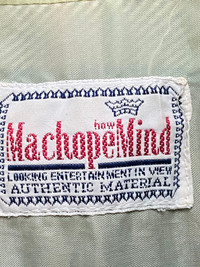 how
MachopeMind
LOOKING ENTERTAINMENT IN VIEW
AUTHENTIC MATERIAL